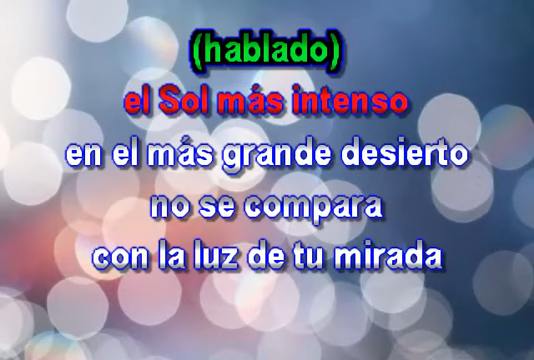 (hablado)
el Sol más intenso
en el más grande desierto
no se compara
con la luz de tu mirada